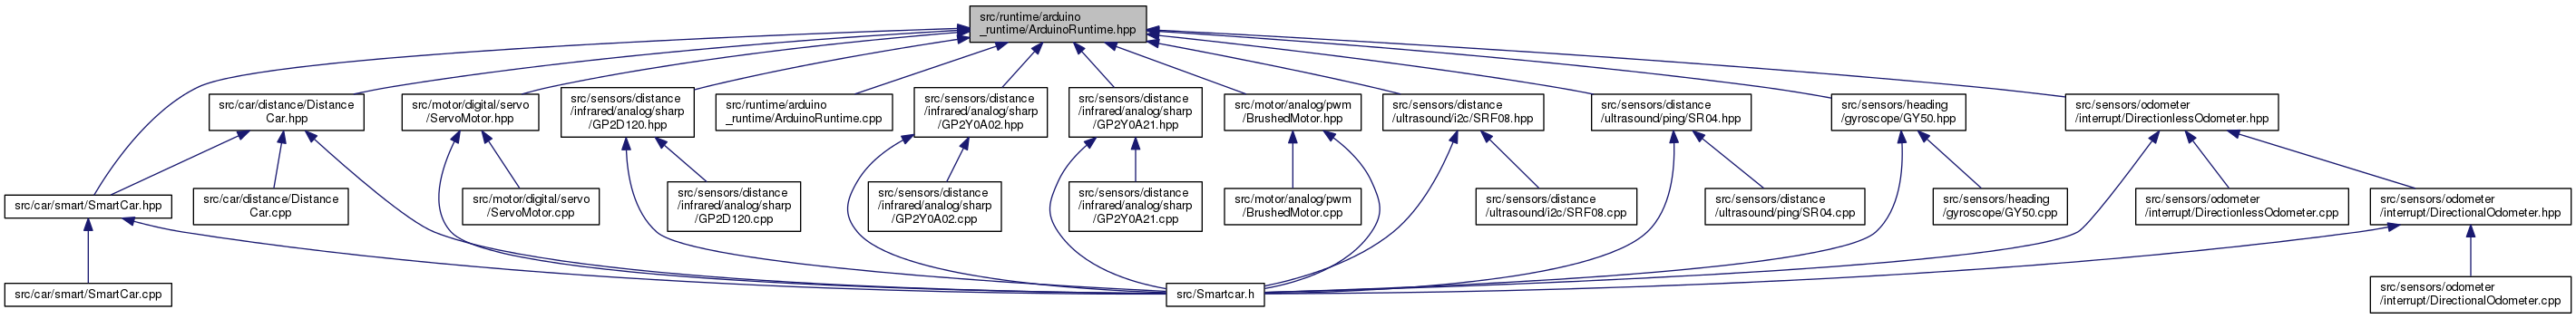 src/runtime/arduino
_runtime/ArduinoRuntime.hpp
src/car/distance/Distance
Car.hpp
src/motor/digital/servo
/ServoMotor.hpp
src/sensors/distance
/infrared/analog/sharp
/GP2D120.hpp
src/runtime/arduino
_runtime/ArduinoRuntime.cpp
src/sensors/distance
/infrared/analog/sharp
/GP2Y0A02.hpp
src/sensors/distance
/infrared/analog/sharp
/GP2Y0A21.hpp
src/motor/analog/pwm
/BrushedMotor.hpp
src/sensors/distance
/ultrasound/i2c/SRF08.hpp
src/sensors/distance
/ultrasound/ping/SR04.hpp
src/sensors/heading
/gyroscope/GY50.hpp
src/sensors/odometer
/interrupt/DirectionlessOdometer.hpp
src/car/smart/SmartCar.hpp
src/car/distance/Distance
Car.cpp
src/motor/digital/servo
/ServoMotor.cpp
src/sensors/distance
/infrared/analog/sharp
/GP2D120.cpp
src/sensors/distance
/infrared/analog/sharp
/GP2Y0A02.cpp
src/sensors/distance
/infrared/analog/sharp
/GP2Y0A21.cpp
src/motor/analog/pwm
/BrushedMotor.cpp
src/sensors/distance
/ultrasound/i2c/SRF08.cpp
src/sensors/distance
/ultrasound/ping/SR04.cpp
src/sensors/heading
/gyroscope/GY50.cpp
src/sensors/odometer
/interrupt/DirectionlessOdometer.cpp
src/sensors/odometer
/interrupt/DirectionalOdometer.hpp
src/car/smart/SmartCar.cpp
src/Smartcar.h
src/sensors/odometer
/interrupt/DirectionalOdometer.cpp